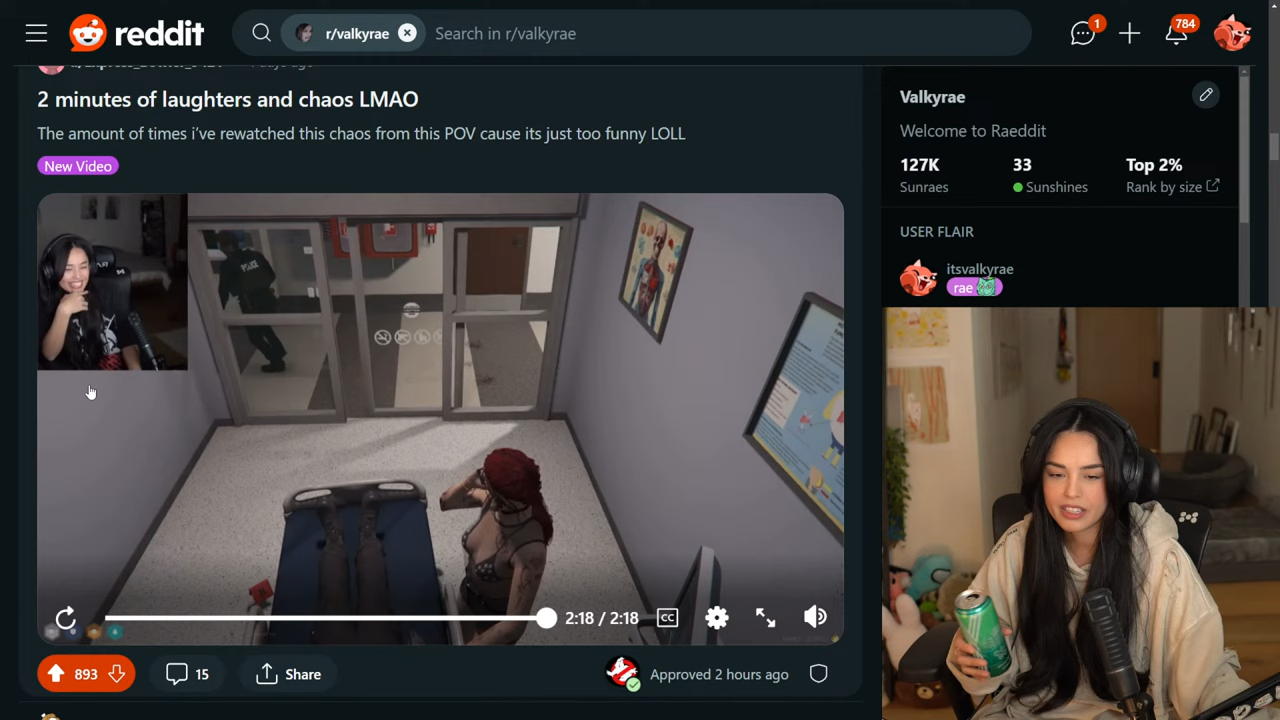 reddit
r/valkyrae
Search in r/valkyrae
1
784
2 minutes of laughters and chaos LMAO
The amount of times i've rewatched this chaos from this POV cause its just too funny LOLL
New Video
POLICE
2:18 / 2:18
CC
893
15
Share
Approved 2 hours ago
Valkyrae
Welcome to Raeddit
127K
33
Top 2%
Sunraes
Sunshines
Rank by size
USER FLAIR
itsvalkyrae
rae